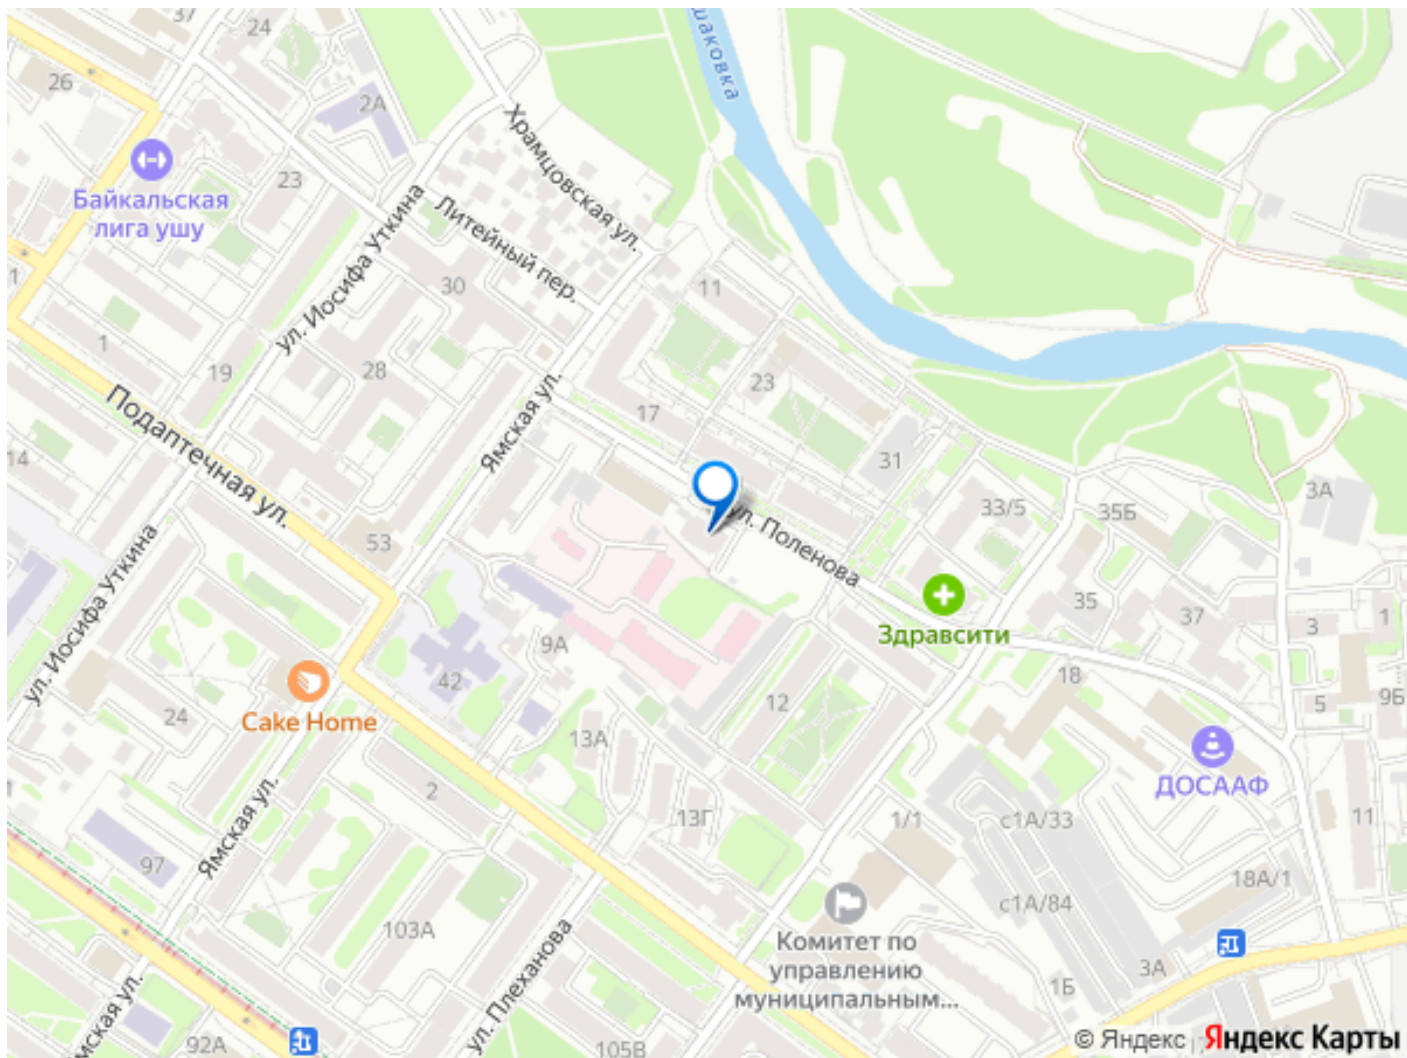 37
24
26
2А
шаковка
Храмцовская ул.
Байкальская
лига ушу
23
ул. Иосифа Уткина
Литейный пер.
30
11
1
1
19
28
23
17
Подаптечная ул.
Ямская ул.
14
31
33/5
35Б
3А
ул. Поленова
53
ул. Иосифа Уткина
Здравсити
35
37
3
1
9А
42
18
5
9Б
Cake Home
24
12
13А
ДОСААФ
2
13Г
1/1
с1А/33
11
Ямская ул.
97
18А/1
с1А/84
103А
Комитет по
управлению
муниципальным...
ул. Плеханова
3А
1Б
мская ул.
92А
105В
© Яндекс Яндекс Карты